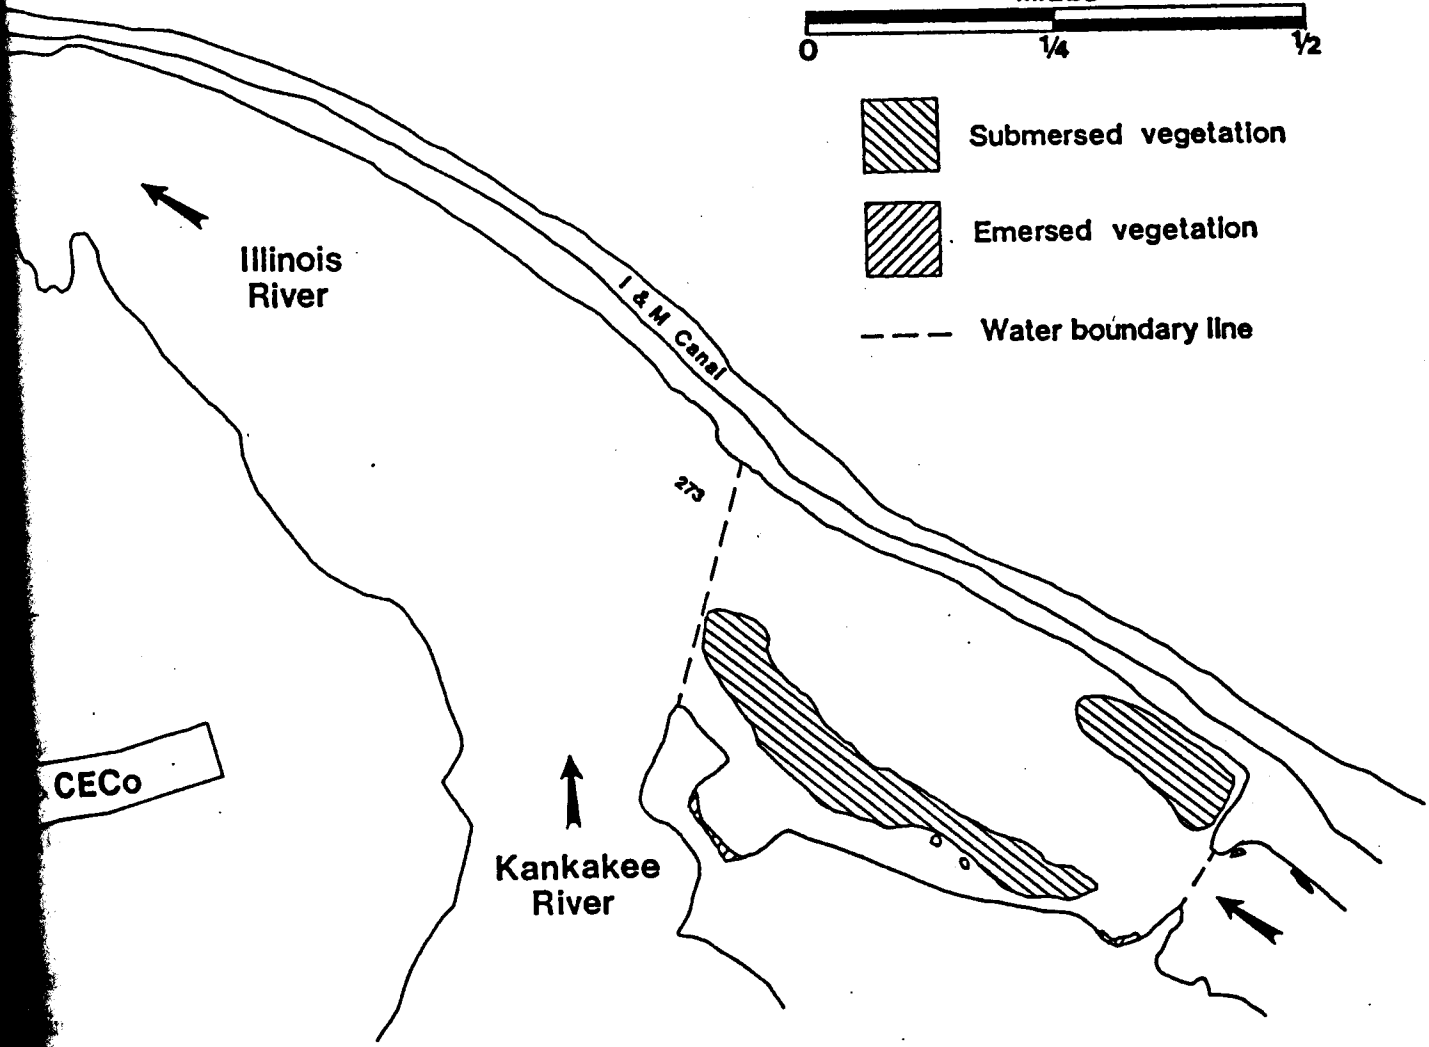 0 1/4 1/2
Submersed vegetation
Emersed vegetation
Water boundary line
Illinois
River
I & M Canal
273
CECo
Kankakee
River